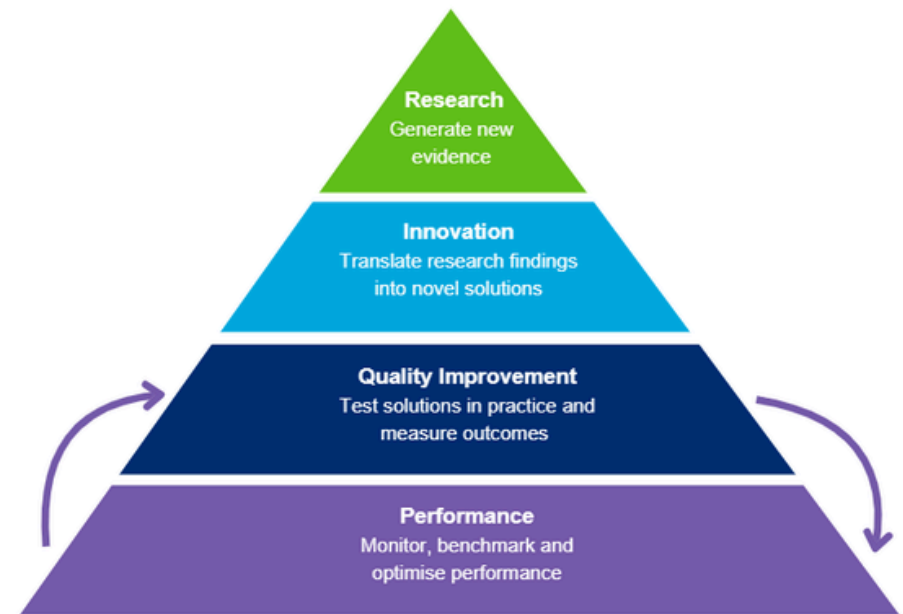 Research
Generate new
evidence
Innovation
Translate research findings
into novel solutions
Quality Improvement
Test solutions in practice and
measure outcomes
Performance
Monitor, benchmark and
optimise performance